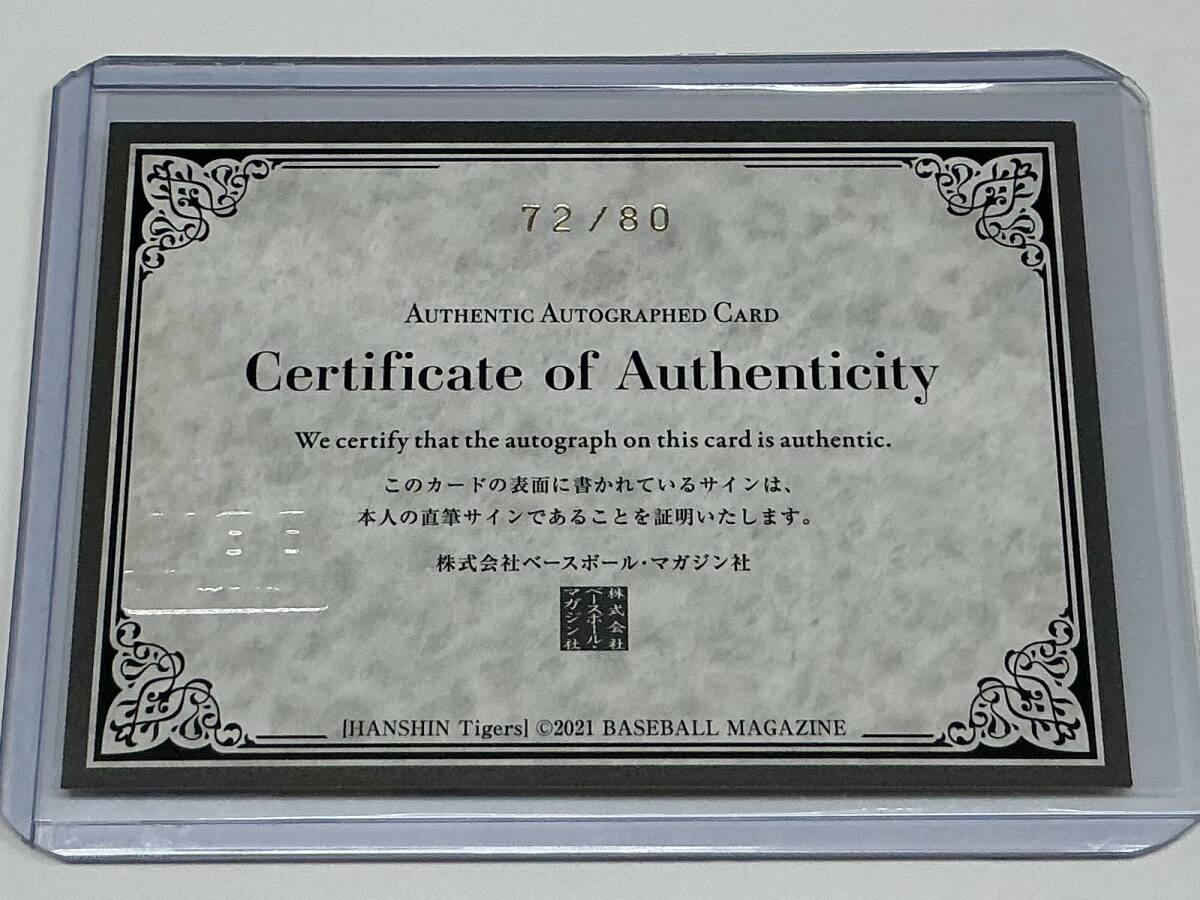 72/80
AUTHENTIC AUTOGRAPHED CARD
Certificate of Authenticity
We certify that the autograph on this card is authentic.
このカードの表面に書かれているサインは、
本人の直筆サインであることを証明いたします。
株式会社ベースボール・マガジン社
株式会社
ベースボール・
マガジン社
[HANSHIN Tigers] ©2021 BASEBALL MAGAZINE